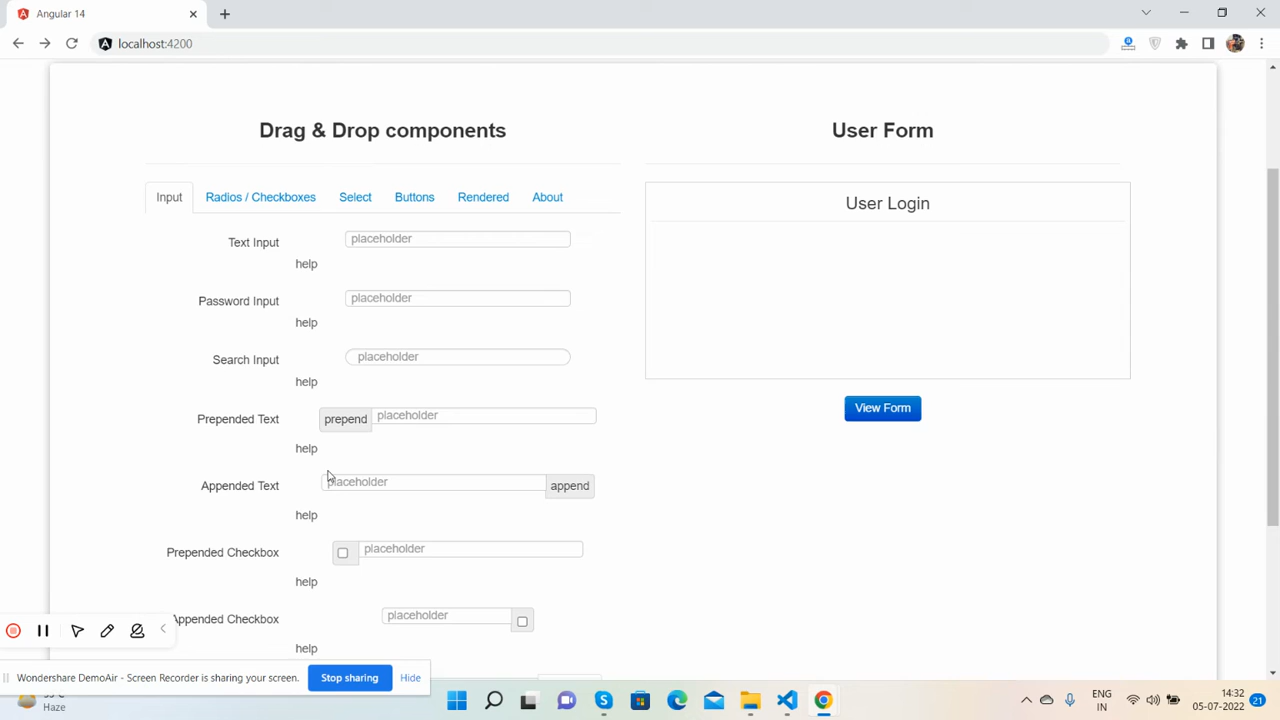 Angular 14
localhost:4200
Drag & Drop components
User Form
Input
Radios / Checkboxes
Select
Buttons
Rendered
About
User Login
Text Input
placeholder
help
Password Input
placeholder
help
Search Input
placeholder
help
Prepended Text
prepend
placeholder
help
View Form
Appended Text
placeholder
append
help
Prepended Checkbox
placeholder
help
Appended Checkbox
placeholder
help
Wondershare DemoAir - Screen Recorder is sharing your screen.
Stop sharing
Hide
Haze
ENG
IN
14:32
05-07-2022
21